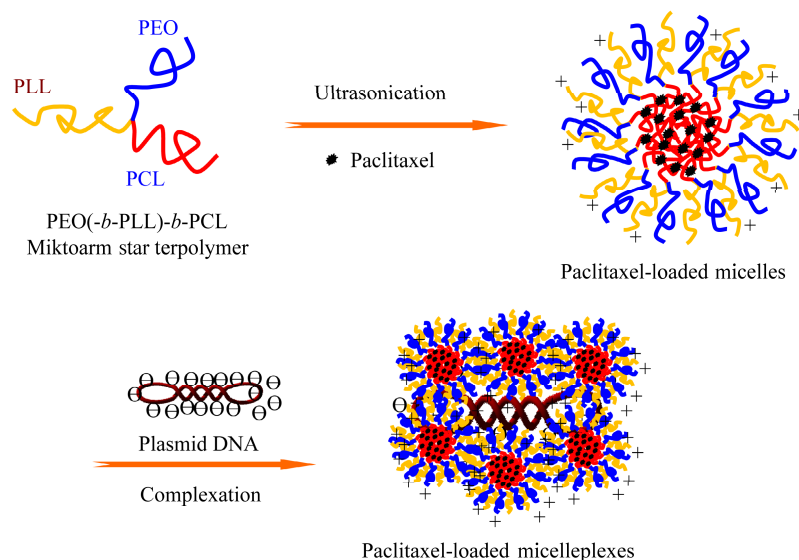 PEO
PLL
PCL
PEO(-b-PLL)-b-PCL
Miktoarm star terpolymer
Ultrasonication
Paclitaxel
Paclitaxel-loaded micelles
Plasmid DNA
Complexation
Paclitaxel-loaded micelleplexes